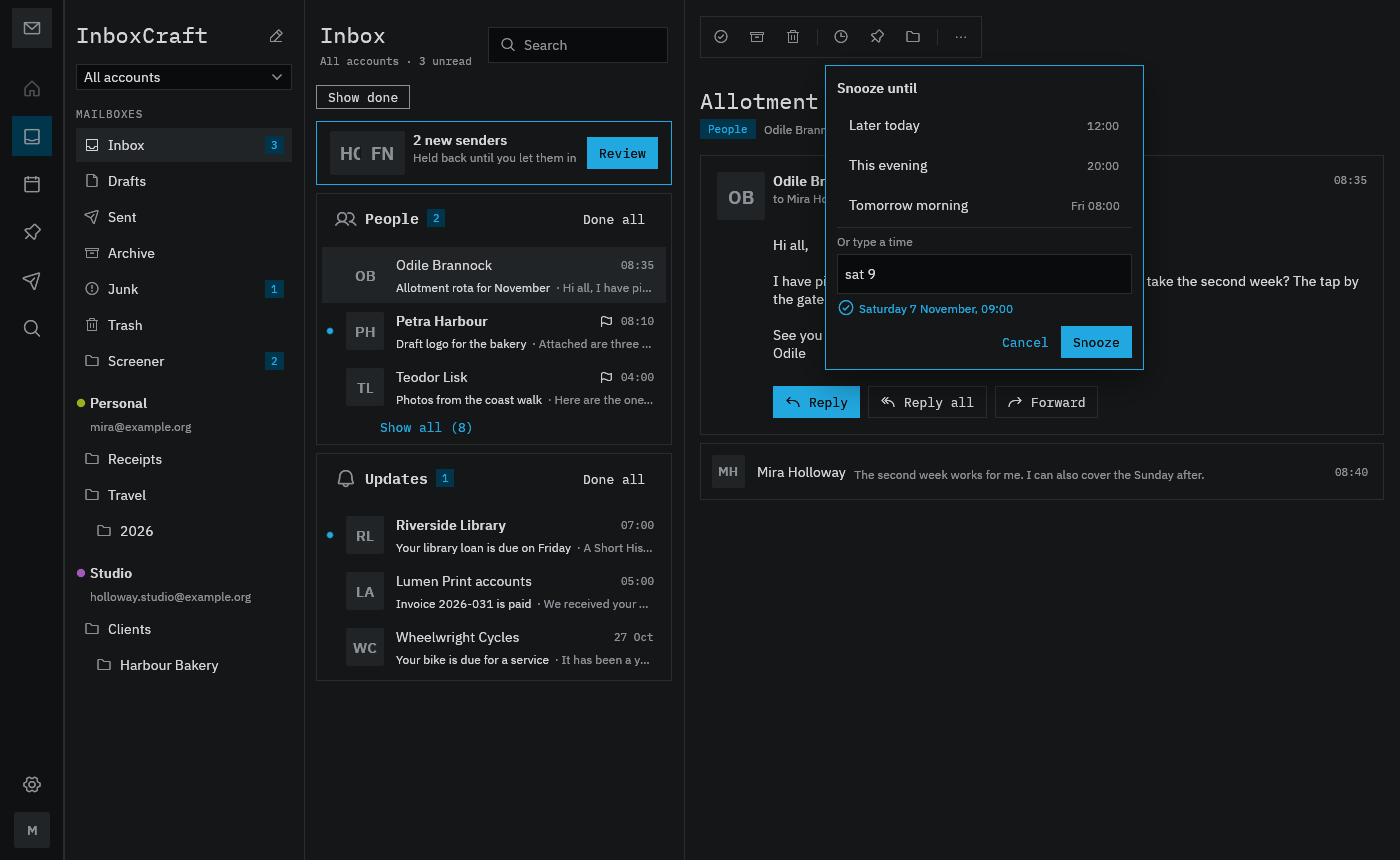 InboxCraft
All accounts
MAILBOXES
Inbox 3
Drafts
Sent
Archive
Junk 1
Trash
Screener 2
Personal
mira@example.org
Receipts
Travel
2026
Studio
holloway.studio@example.org
Clients
Harbour Bakery
M
Inbox
All accounts · 3 unread
Search
Show done
FN
2 new senders
Held back until you let them in
Review
People 2
Done all
OB
Odile Brannock 08:35
Allotment rota for November · Hi all, I have pi…
PH
Petra Harbour 08:10
Draft logo for the bakery · Attached are three …
TL
Teodor Lisk 04:00
Photos from the coast walk · Here are the one…
Show all (8)
Updates 1
Done all
RL
Riverside Library 07:00
Your library loan is due on Friday · A Short His…
LA
Lumen Print accounts 05:00
Invoice 2026-031 is paid · We received your …
WC
Wheelwright Cycles 27 Oct
Your bike is due for a service · It has been a y…
···
Allotment
People Odile Brann
OB
Odile Br 08:35
to Mira Ho
Hi all,
I have pi take the second week? The tap by
the gate
See you
Odile
Snooze until
Later today 12:00
This evening 20:00
Tomorrow morning Fri 08:00
Or type a time
sat 9
Saturday 7 November, 09:00
Cancel
Snooze
Reply
Reply all
Forward
MH
Mira Holloway The second week works for me. I can also cover the Sunday after. 08:40